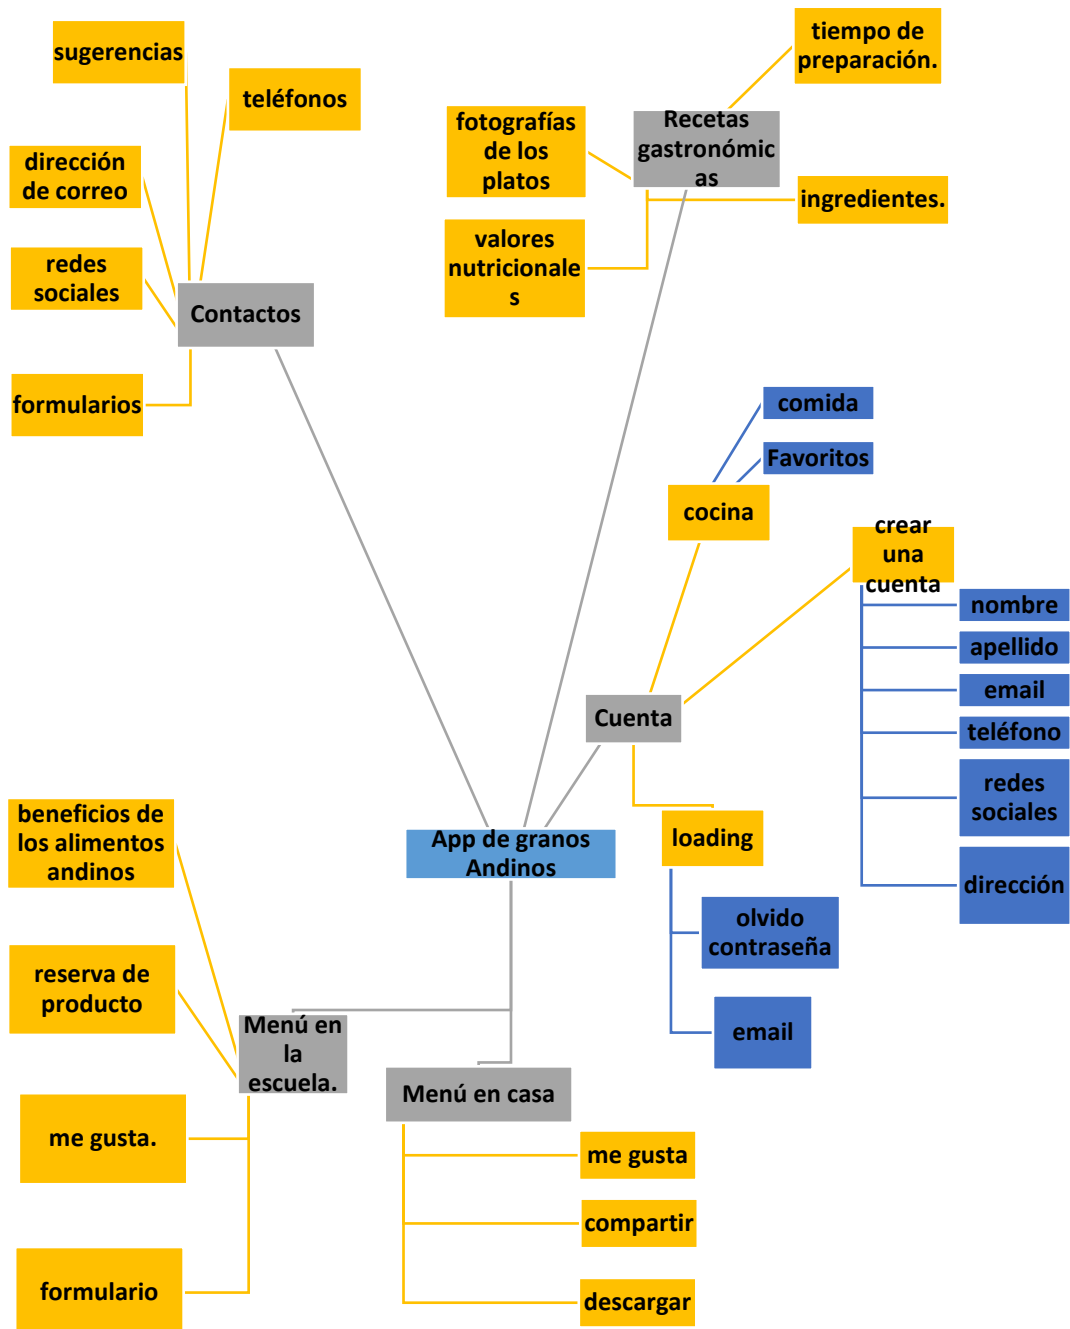 sugerencias
teléfonos
dirección
de correo
redes
sociales
Contactos
formularios
tiempo de
preparación.
fotografías
de los
platos
Recetas
gastronómic
as
ingredientes.
valores
nutricionale
s
comida
Favoritos
cocina
crear
una
cuenta
nombre
apellido
email
teléfono
redes
sociales
dirección
Cuenta
loading
olvido
contraseña
email
App de granos
Andinos
beneficios de
los alimentos
andinos
reserva de
producto
Menú en
la
escuela.
me gusta.
formulario
Menú en casa
me gusta
compartir
descargar